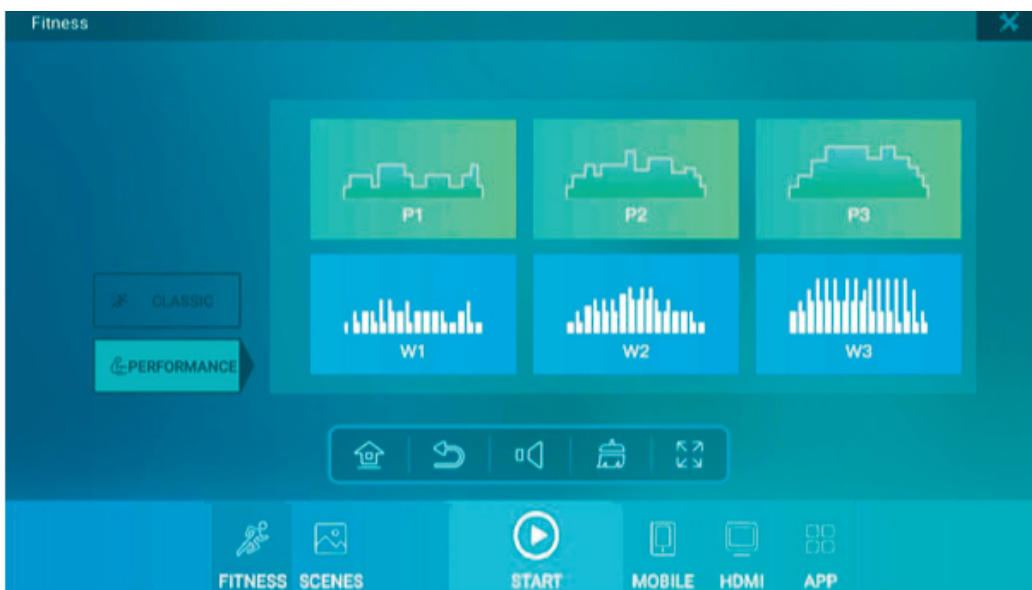 Fitness
P1 P2 P3
CLASSIC
W1 W2 W3
PERFORMANCE
FITNESS SCENES START MOBILE HDMI APP